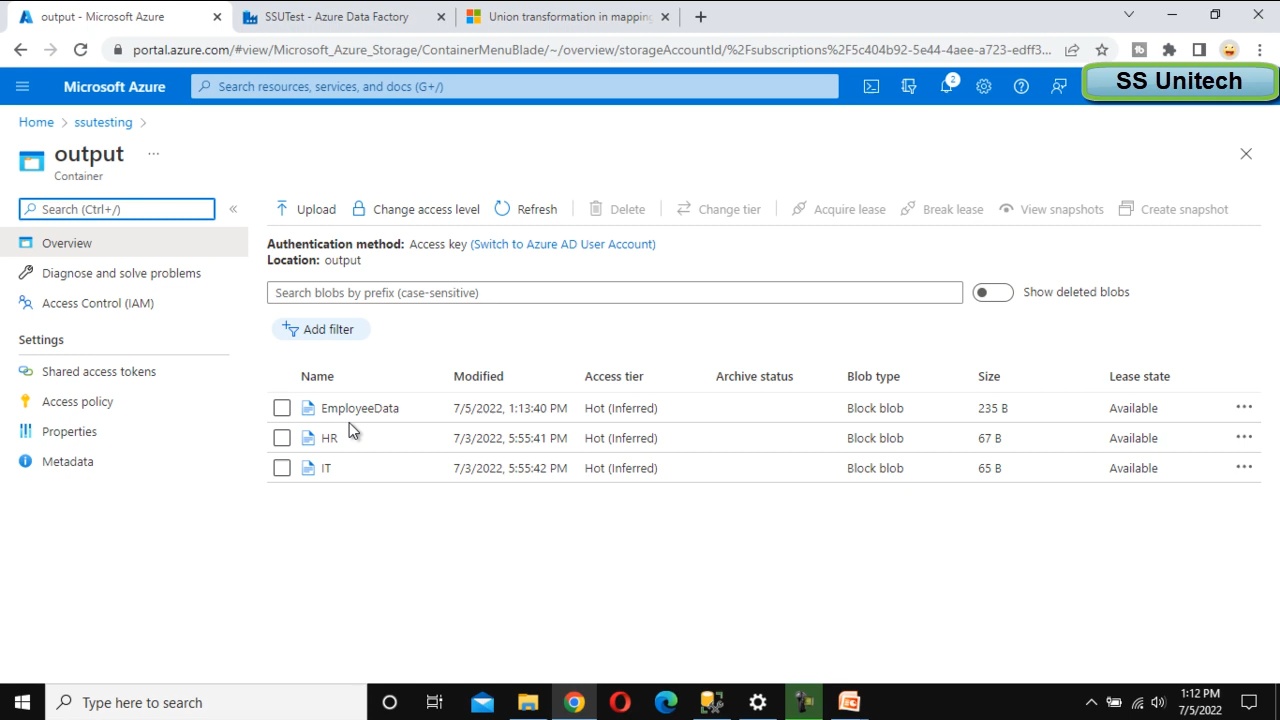 output - Microsoft Azure
SSUTest - Azure Data Factory
Union transformation in mapping
portal.azure.com/#view/Microsoft_Azure_Storage/ContainerMenuBlade/~/overview/storageAccountId/%2Fsubscriptions%2F5c404b92-5e44-4aee-a723-edff3...
Microsoft Azure
Search resources, services, and docs (G+/)
2
SS Unitech
Home > ssutesting >
output ...
Container
Search (Ctrl+/) «
Upload Change access level Refresh Delete Change tier Acquire lease Break lease View snapshots Create snapshot
Overview
Diagnose and solve problems
Access Control (IAM)
Settings
Shared access tokens
Access policy
Properties
Metadata
Authentication method: Access key (Switch to Azure AD User Account)
Location: output
Search blobs by prefix (case-sensitive)
Show deleted blobs
Add filter
Name Modified Access tier Archive status Blob type Size Lease state
EmployeeData 7/5/2022, 1:13:40 PM Hot (Inferred) Block blob 235 B Available ...
HR 7/3/2022, 5:55:41 PM Hot (Inferred) Block blob 67 B Available ...
IT 7/3/2022, 5:55:42 PM Hot (Inferred) Block blob 65 B Available ...
Type here to search
1:12 PM
7/5/2022